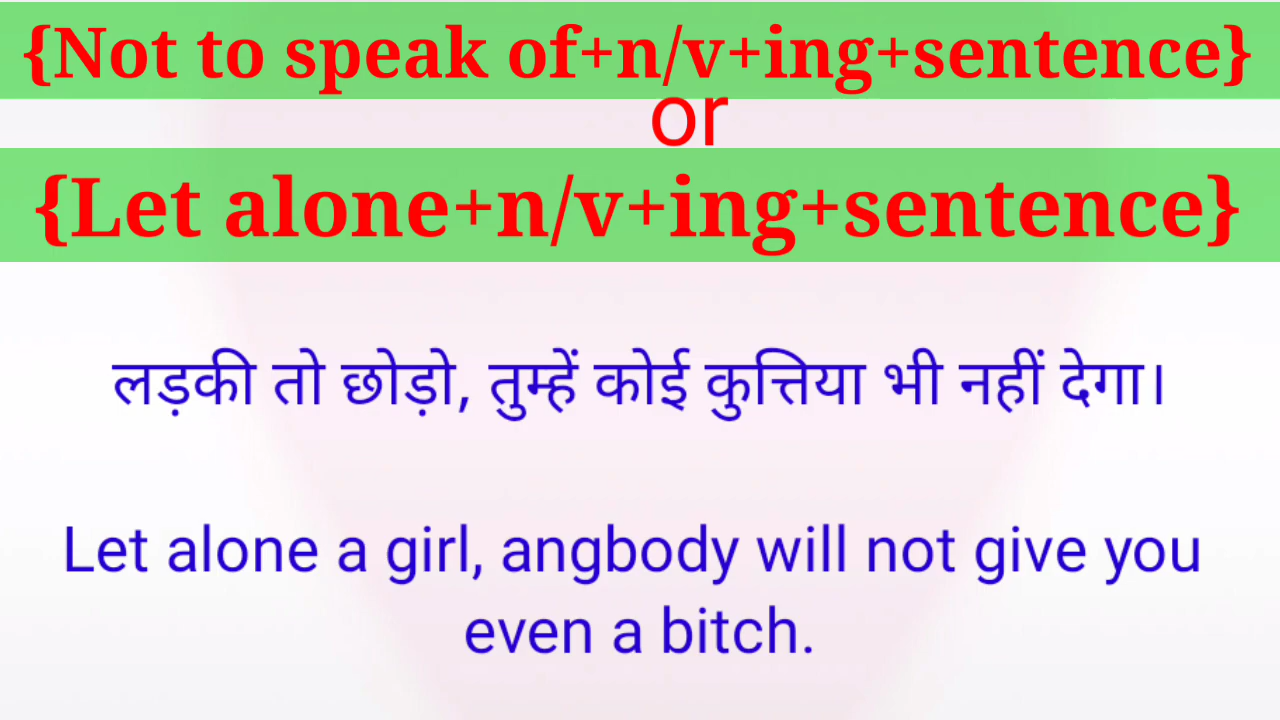 {Not to speak of+n/v+ing+sentence}
or
{Let alone+n/v+ing+sentence}
लड़की तो छोड़ो, तुम्हें कोई कुत्तिया भी नहीं देगा।
Let alone a girl, angbody will not give you
even a bitch.